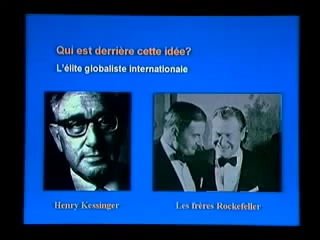 Qui est derrière cette idée?
L'élite globaliste internationale
Henry Kessinger
Les frères Rockefeller